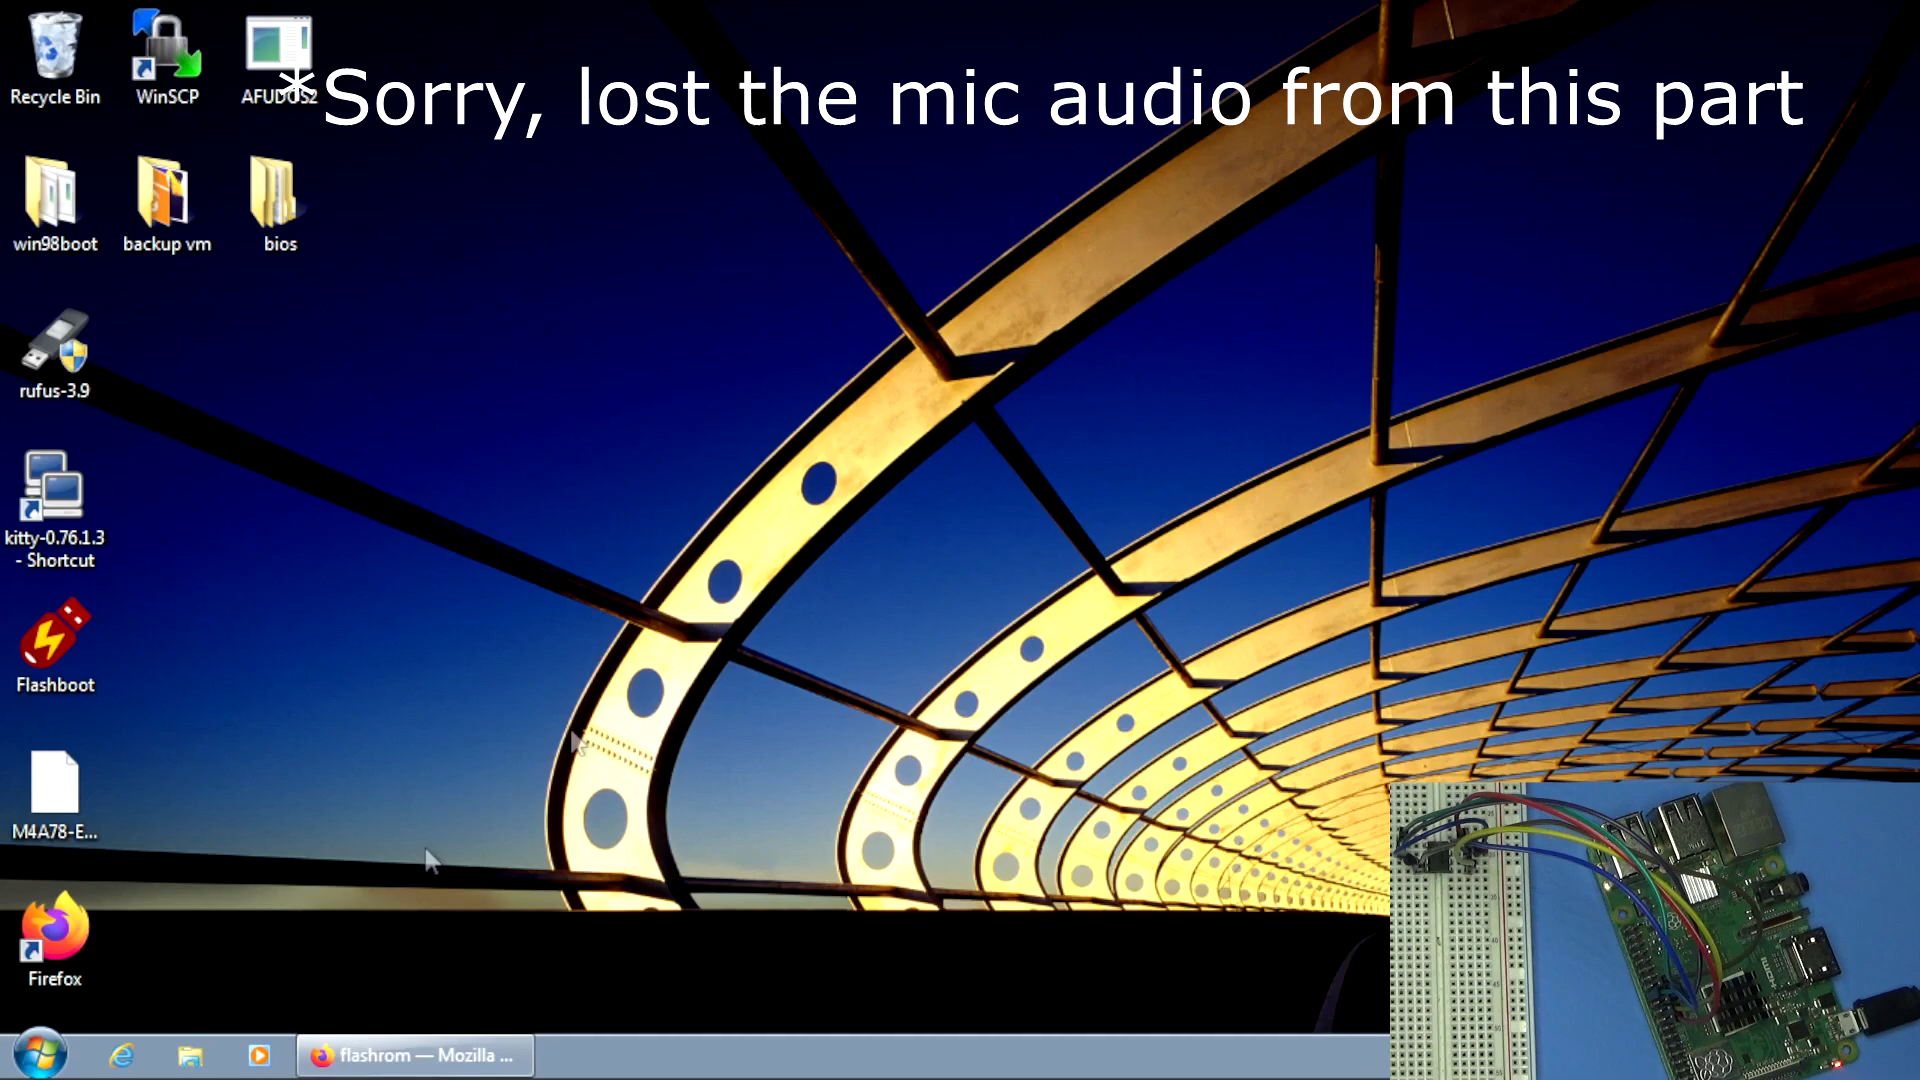 *Sorry, lost the mic audio from this part
Recycle Bin
WinSCP
AFUDOS2
win98boot
backup vm
bios
rufus-3.9
kitty-0.76.1.3
- Shortcut
Flashboot
M4A78-E...
Firefox
flashrom — Mozilla ...